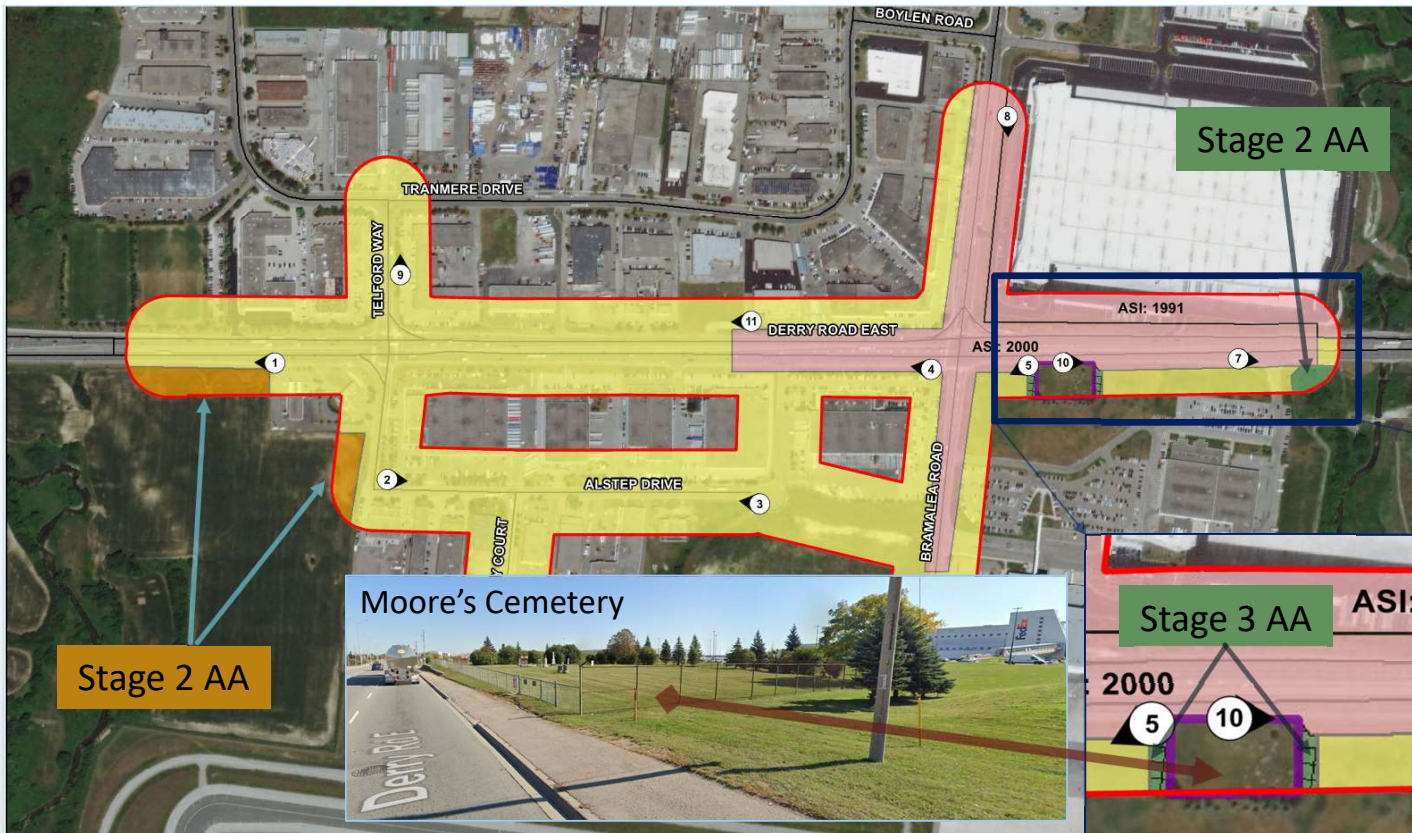 BOYLEN ROAD
8
Stage 2 AA
TRANMERE DRIVE
TELFORD WAY
9
ASI: 1991
11
DERRY ROAD EAST
1
4
5
10
7
2
ALSTEP DRIVE
3
BRAMALEA ROAD
Y COURT
Stage 2 AA
Moore's Cemetery
FedEx
Derry Rd E
Stage 3 AA
ASI:
: 2000
5
10